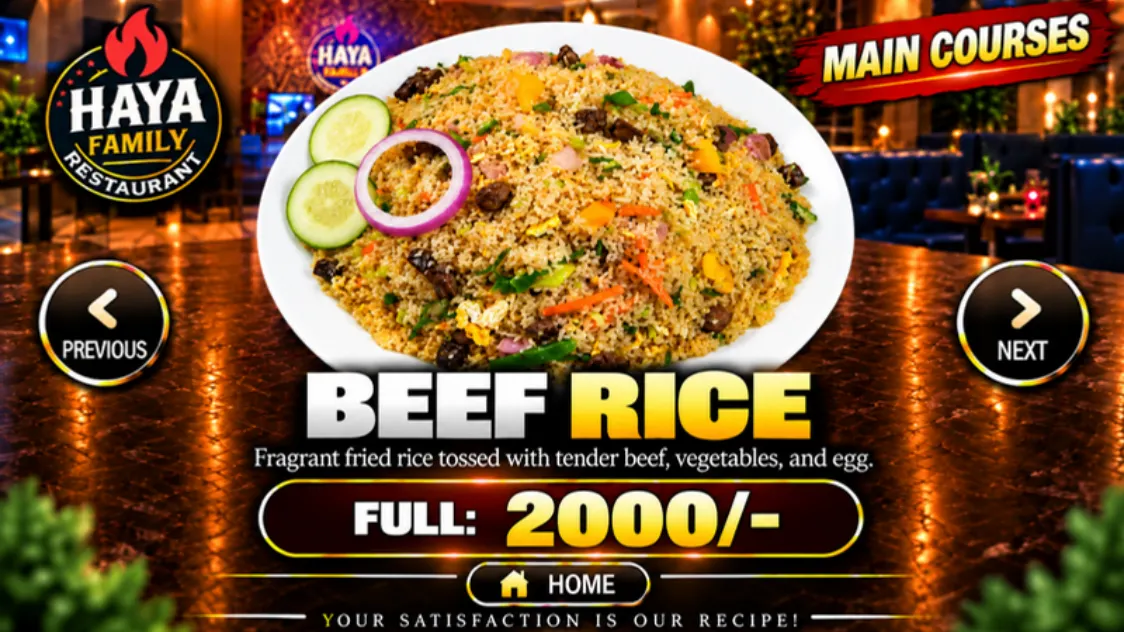 HAYA
FAMILY
RESTAURANT
HAYA
MAIN COURSES
PREVIOUS
NEXT
BEEF RICE
Fragrant fried rice tossed with tender beef, vegetables, and egg.
FULL: 2000/-
HOME
YOUR SATISFACTION IS OUR RECIPE!